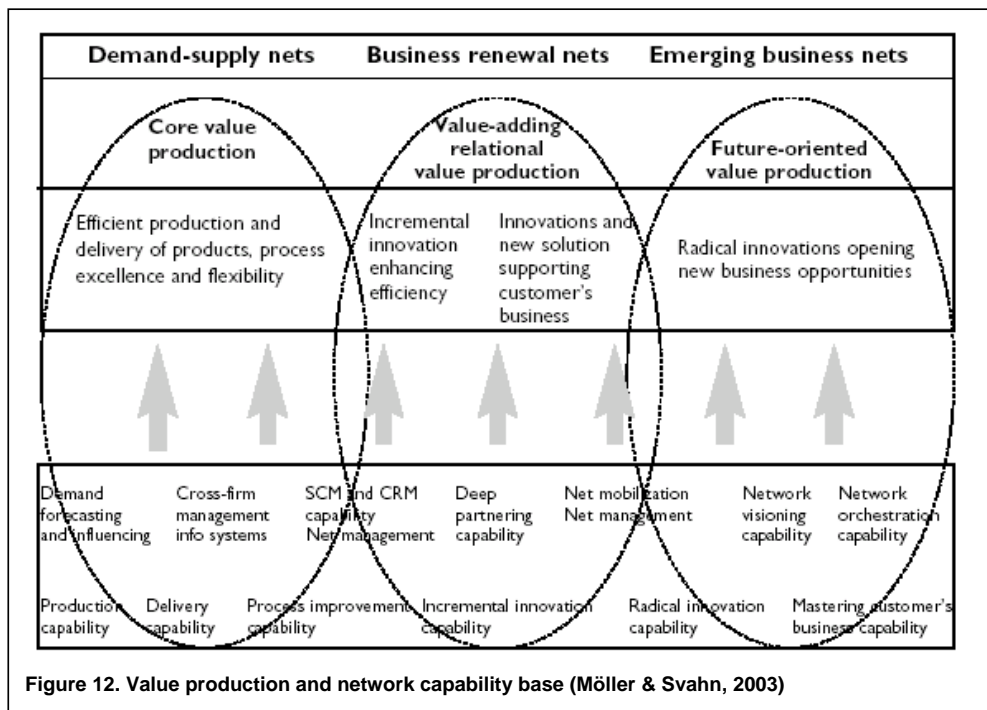 Demand-supply nets Business renewal nets Emerging business nets
Core value
production
Value-adding
relational
value production
Future-oriented
value production
Efficient production and
delivery of products, process
excellence and flexibility
Incremental
innovation
enhancing
efficiency
Innovations and
new solution
supporting
customer's
business
Radical innovations opening
new business opportunities
Demand
forecasting
and influencing
Cross-firm
management
info systems
SCM and CRM
capability
Net management
Deep
partnering
capability
Net mobilization
Net management
Network
visioning
capability
Network
orchestration
capability
Production
capability
Delivery
capability
Process improvement
capability
Incremental innovation
capability
Radical innovation
capability
Mastering customer's
business capability
Figure 12. Value production and network capability base (Möller & Svahn, 2003)